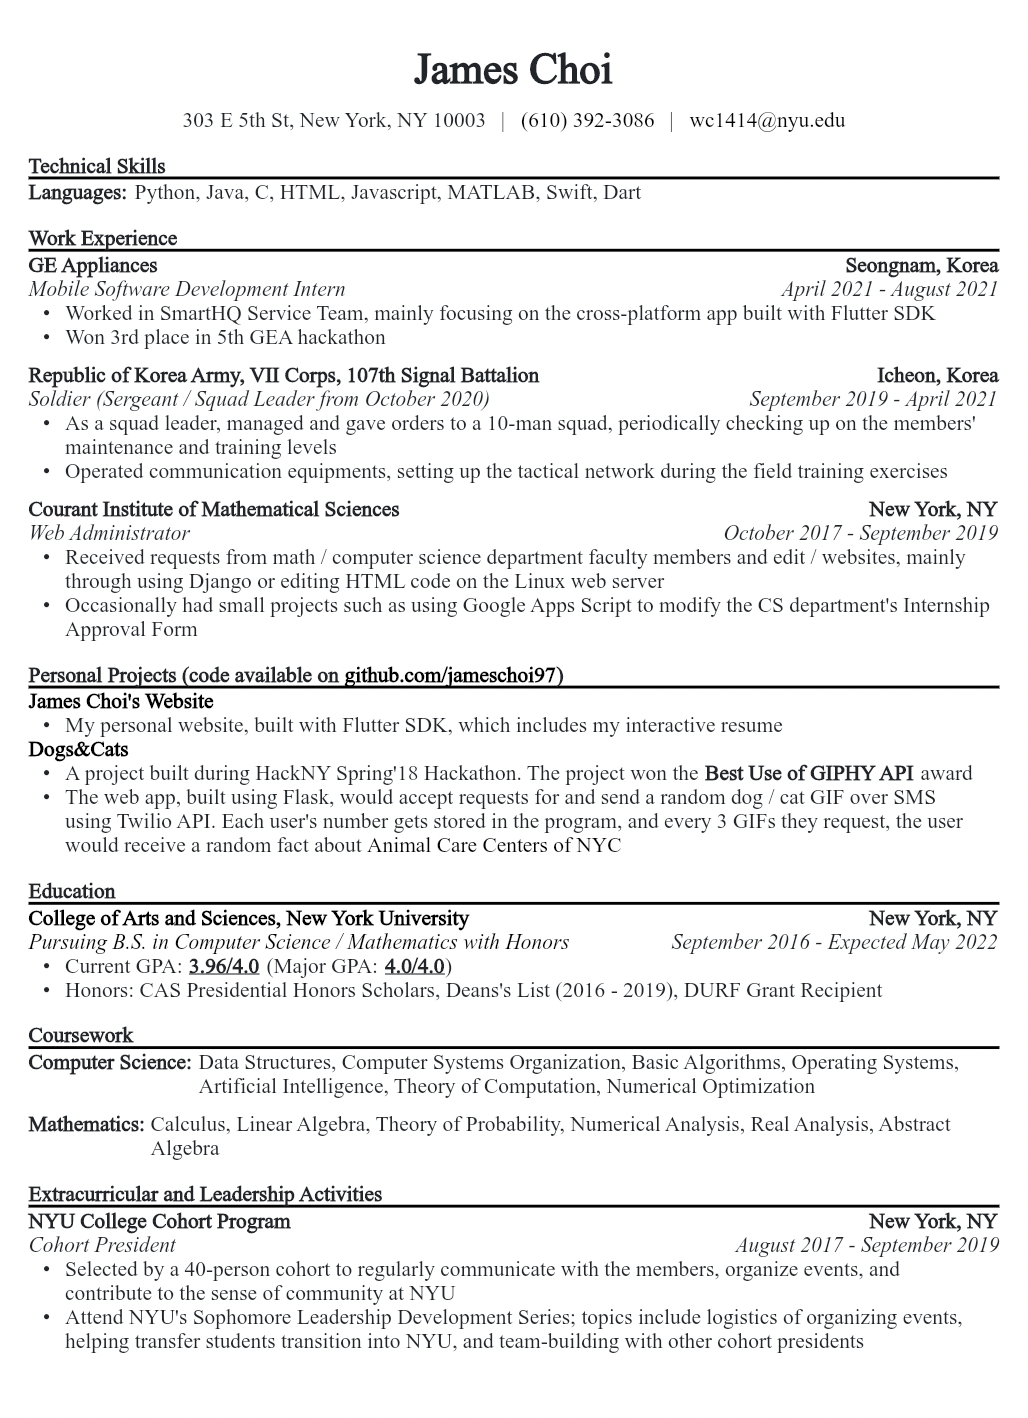 James Choi
303 E 5th St, New York, NY 10003 | (610) 392-3086 | wc1414@nyu.edu
Technical Skills
Languages: Python, Java, C, HTML, Javascript, MATLAB, Swift, Dart
Work Experience
GE Appliances Seongnam, Korea
Mobile Software Development Intern April 2021 - August 2021
• Worked in SmartHQ Service Team, mainly focusing on the cross-platform app built with Flutter SDK
• Won 3rd place in 5th GEA hackathon
Republic of Korea Army, VII Corps, 107th Signal Battalion Icheon, Korea
Soldier (Sergeant / Squad Leader from October 2020) September 2019 - April 2021
• As a squad leader, managed and gave orders to a 10-man squad, periodically checking up on the members'
maintenance and training levels
• Operated communication equipments, setting up the tactical network during the field training exercises
Courant Institute of Mathematical Sciences New York, NY
Web Administrator October 2017 - September 2019
• Received requests from math / computer science department faculty members and edit / websites, mainly
through using Django or editing HTML code on the Linux web server
• Occasionally had small projects such as using Google Apps Script to modify the CS department's Internship
Approval Form
Personal Projects (code available on github.com/jameschoi97)
James Choi's Website
• My personal website, built with Flutter SDK, which includes my interactive resume
Dogs&Cats
• A project built during HackNY Spring'18 Hackathon. The project won the Best Use of GIPHY API award
• The web app, built using Flask, would accept requests for and send a random dog / cat GIF over SMS
using Twilio API. Each user's number gets stored in the program, and every 3 GIFs they request, the user
would receive a random fact about Animal Care Centers of NYC
Education
College of Arts and Sciences, New York University New York, NY
Pursuing B.S. in Computer Science / Mathematics with Honors September 2016 - Expected May 2022
• Current GPA: 3.96/4.0 (Major GPA: 4.0/4.0)
• Honors: CAS Presidential Honors Scholars, Deans's List (2016 - 2019), DURF Grant Recipient
Coursework
Computer Science: Data Structures, Computer Systems Organization, Basic Algorithms, Operating Systems,
Artificial Intelligence, Theory of Computation, Numerical Optimization
Mathematics: Calculus, Linear Algebra, Theory of Probability, Numerical Analysis, Real Analysis, Abstract
Algebra
Extracurricular and Leadership Activities
NYU College Cohort Program New York, NY
Cohort President August 2017 - September 2019
• Selected by a 40-person cohort to regularly communicate with the members, organize events, and
contribute to the sense of community at NYU
• Attend NYU's Sophomore Leadership Development Series; topics include logistics of organizing events,
helping transfer students transition into NYU, and team-building with other cohort presidents